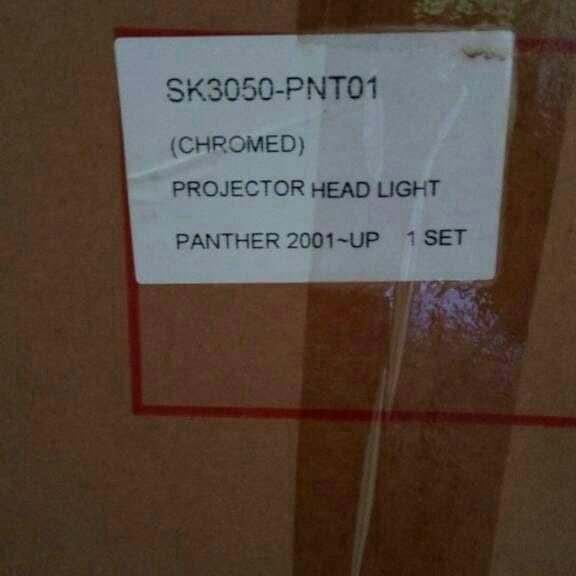 SK3050-PNT01
(CHROMED)
PROJECTOR HEAD LIGHT
PANTHER 2001~UP 1 SET